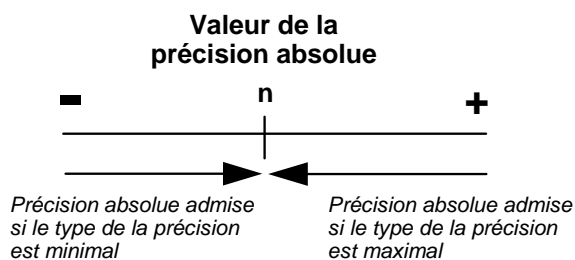 Valeur de la
précision absolue
- n +
Précision absolue admise
si le type de la précision
est minimal
Précision absolue admise
si le type de la précision
est maximal